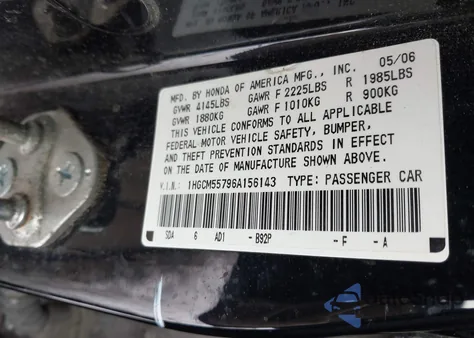 05/06
MFD. BY HONDA OF AMERICA MFG., INC.
GVWR 4145LBS GAWR F 2225LBS R 1985LBS
GVWR 1880KG GAWR F 1010KG R 900KG
THIS VEHICLE CONFORMS TO ALL APPLICABLE
FEDERAL MOTOR VEHICLE SAFETY, BUMPER,
AND THEFT PREVENTION STANDARDS IN EFFECT
ON THE DATE OF MANUFACTURE SHOWN ABOVE.
V.I.N. 1HGCM55796A156143 TYPE: PASSENGER CAR
SDA 6 AD1 - B92P - F - A